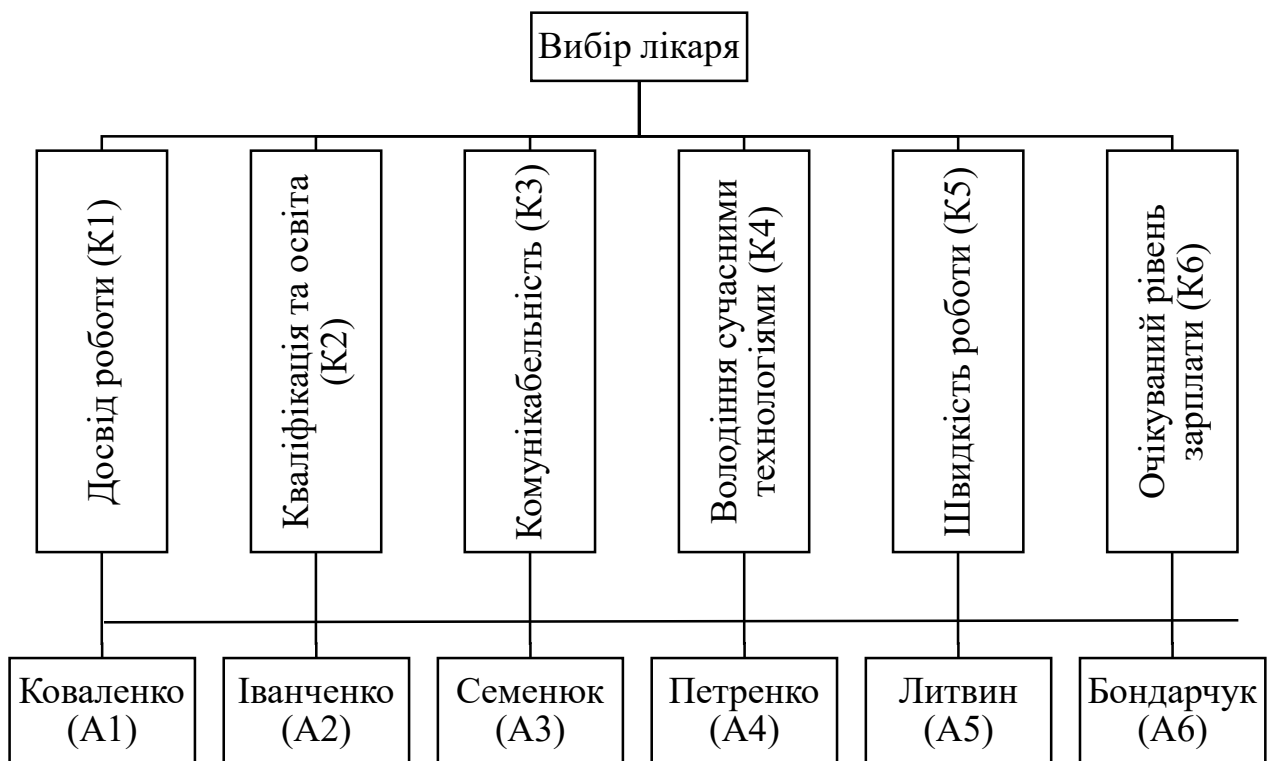 Вибір лікаря
Досвід роботи (К1)
Кваліфікація та освіта
(К2)
Комунікабельність (К3)
Володіння сучасними
технологіями (К4)
Швидкість роботи (К5)
Очікуваний рівень
зарплати (К6)
Коваленко
(А1)
Іванченко
(А2)
Семенюк
(А3)
Петренко
(А4)
Литвин
(А5)
Бондарчук
(А6)